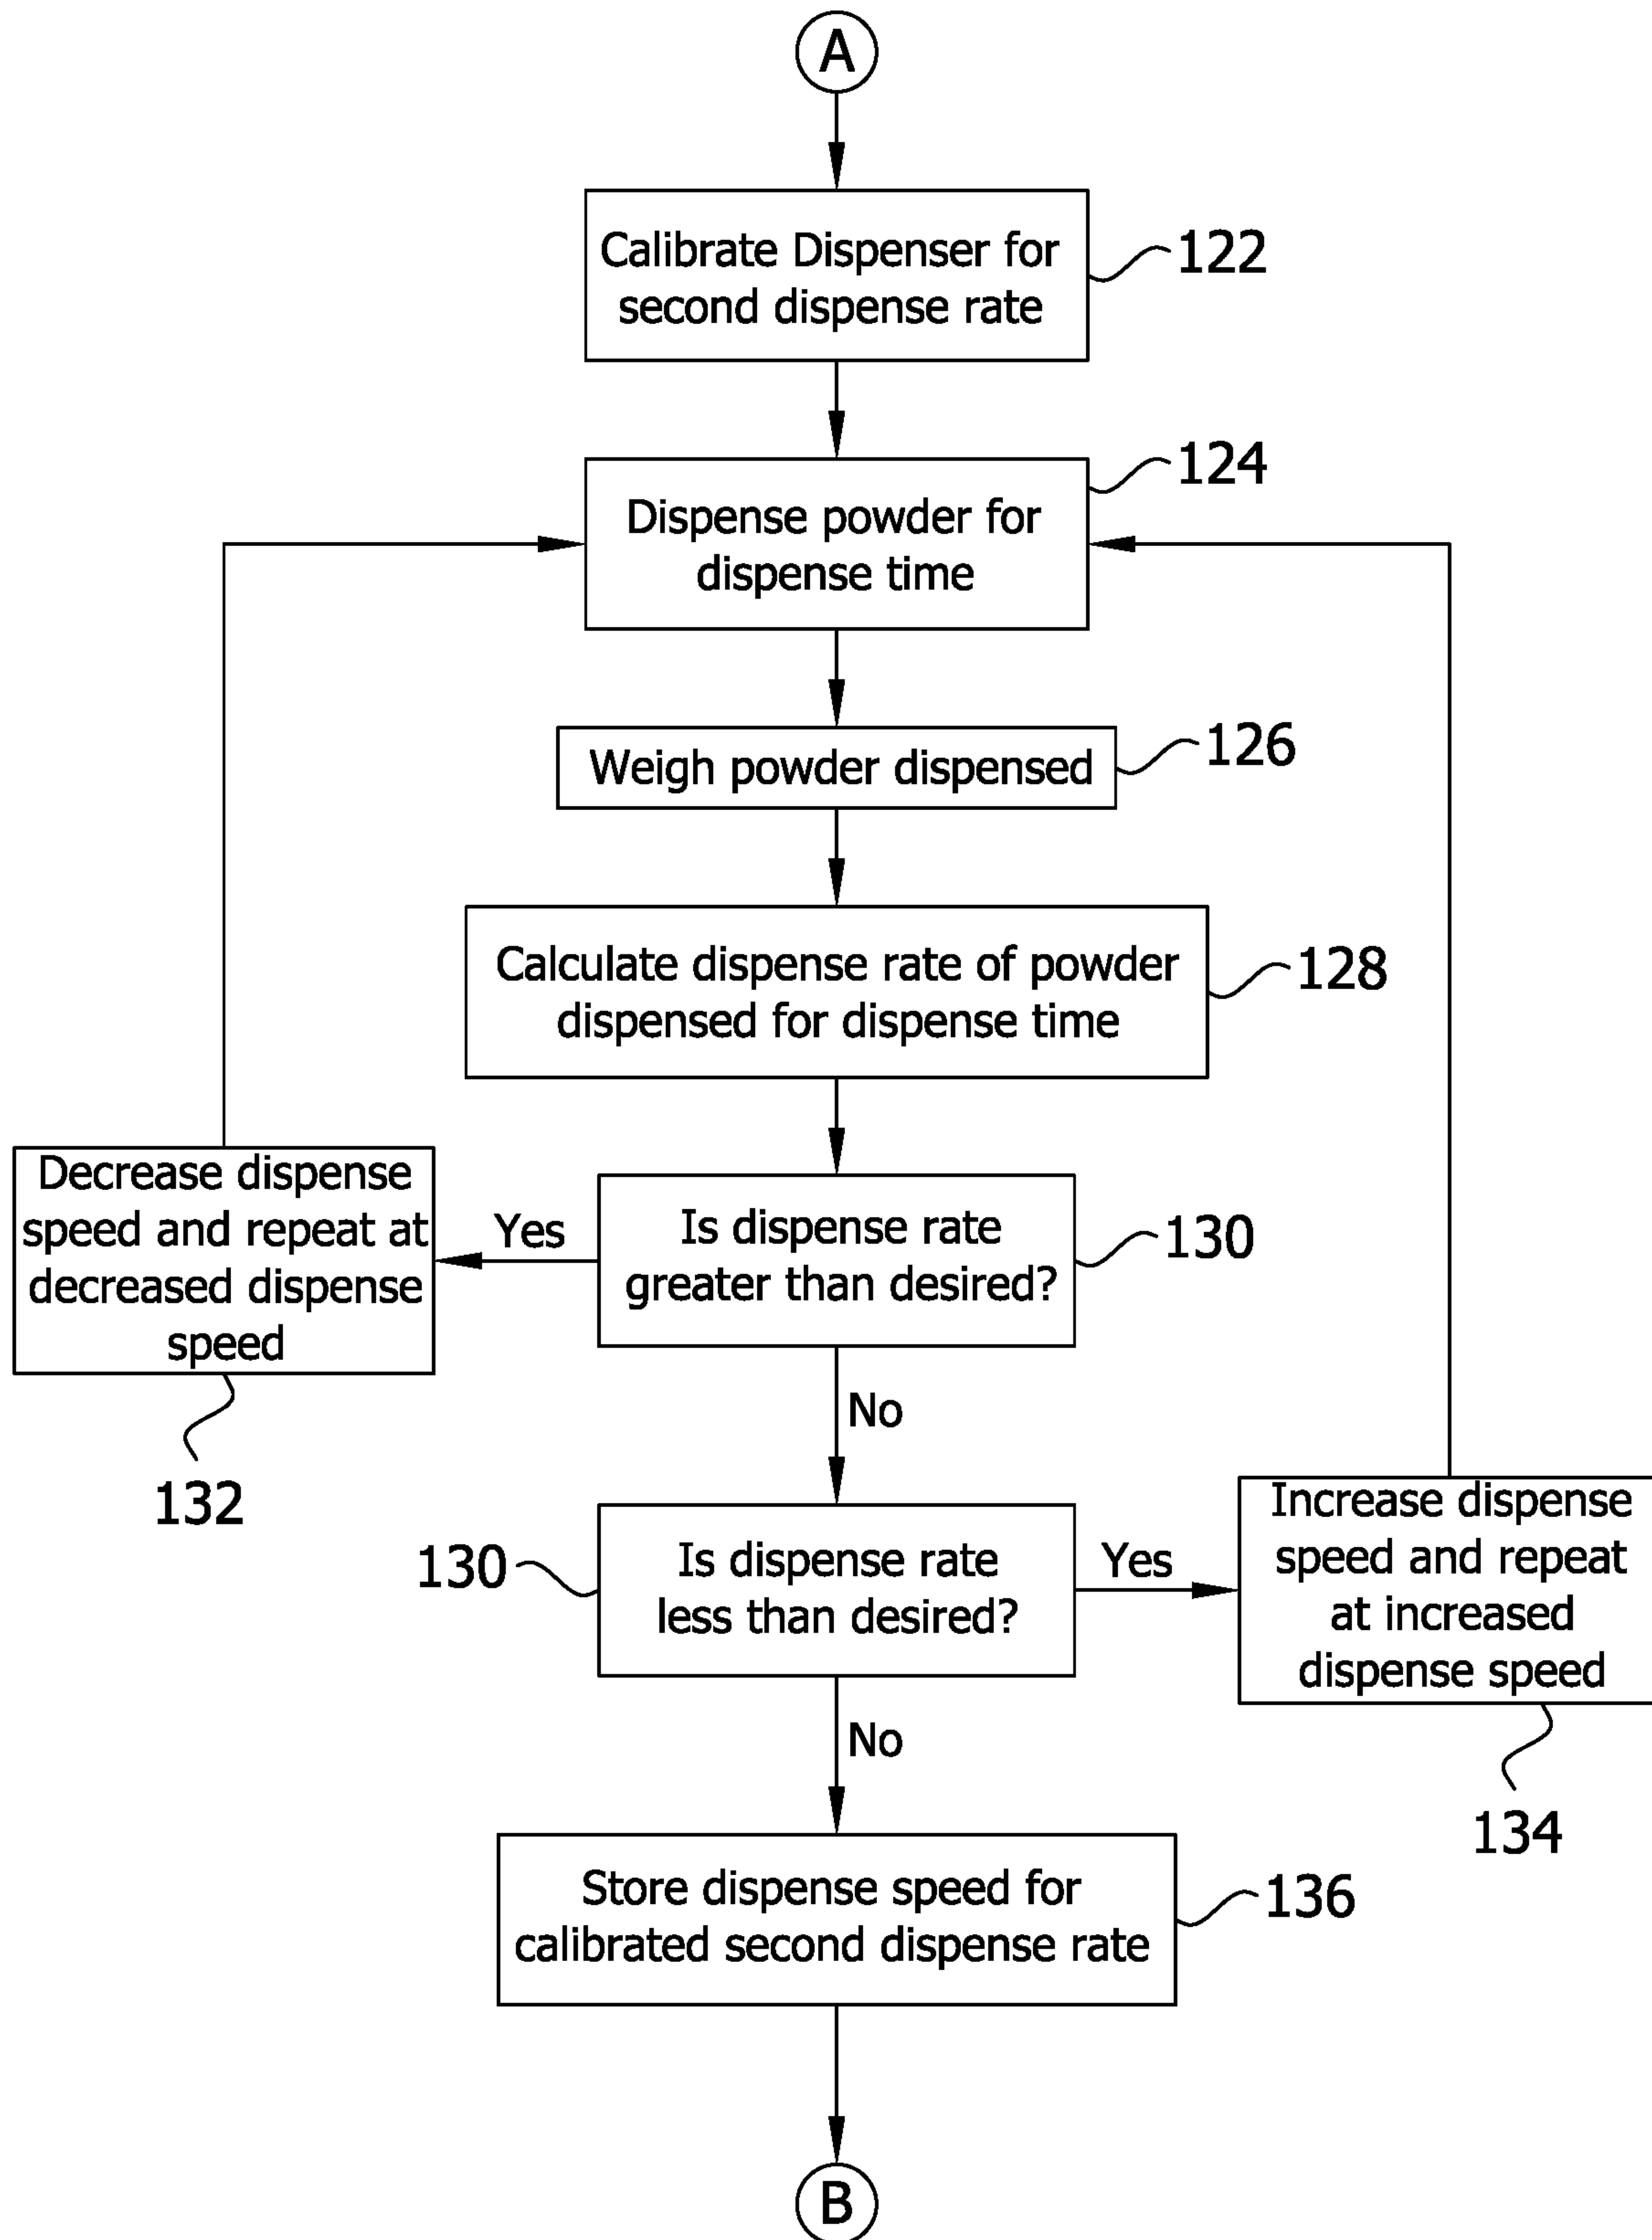 A
Calibrate Dispenser for
second dispense rate
122
Dispense powder for
dispense time
124
Weigh powder dispensed
126
Calculate dispense rate of powder
dispensed for dispense time
128
Decrease dispense
speed and repeat at
decreased dispense
speed
132
Yes
Is dispense rate
greater than desired?
130
No
130
Is dispense rate
less than desired?
Yes
Increase dispense
speed and repeat
at increased
dispense speed
134
No
Store dispense speed for
calibrated second dispense rate
136
B